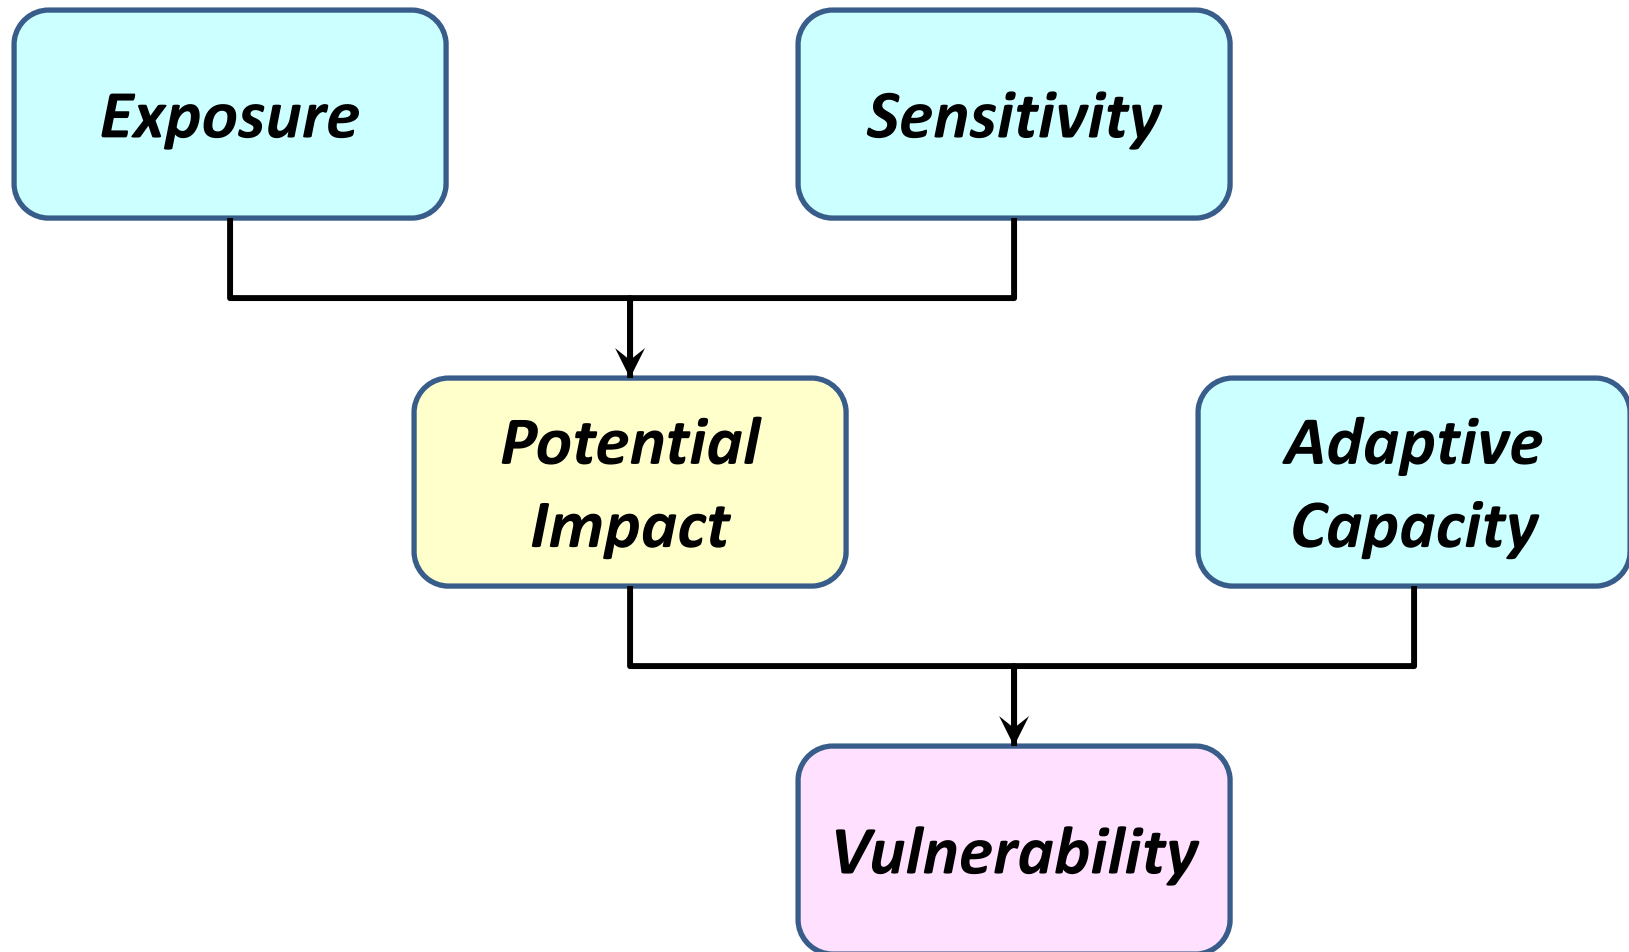 Exposure
Sensitivity
Potential
Impact
Adaptive
Capacity
Vulnerability